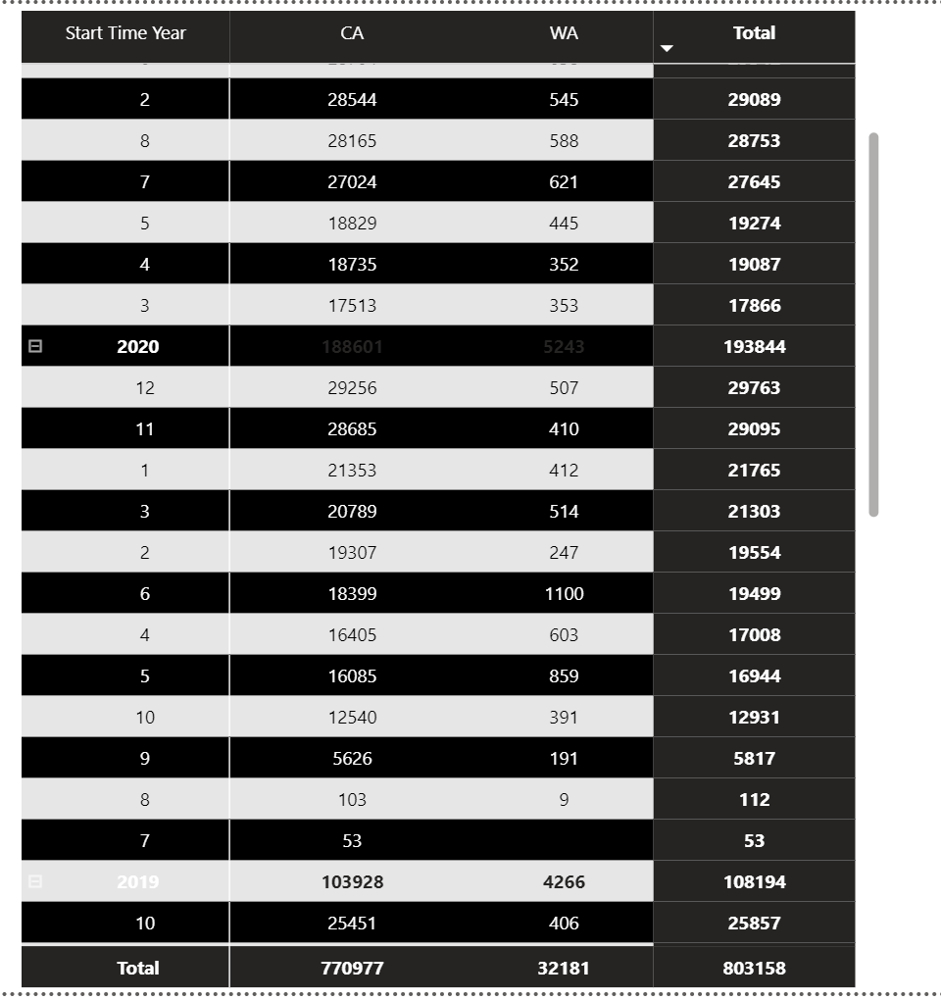 Start Time Year CA WA Total
2 28544 545 29089
8 28165 588 28753
7 27024 621 27645
5 18829 445 19274
4 18735 352 19087
3 17513 353 17866
2020 188601 5243 193844
12 29256 507 29763
11 28685 410 29095
1 21353 412 21765
3 20789 514 21303
2 19307 247 19554
6 18399 1100 19499
4 16405 603 17008
5 16085 859 16944
10 12540 391 12931
9 5626 191 5817
8 103 9 112
7 53 53
2019 103928 4266 108194
10 25451 406 25857
Total 770977 32181 803158